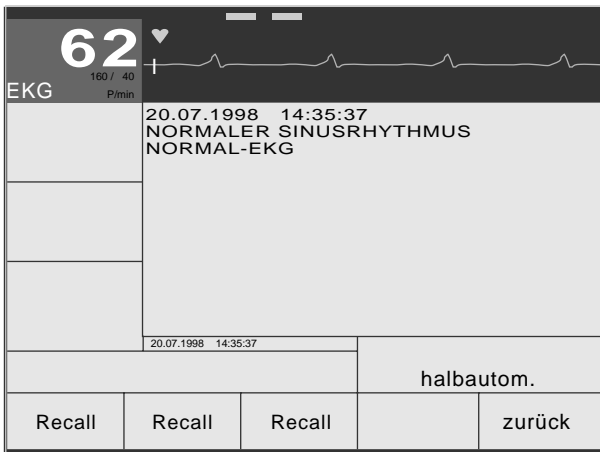 62
160 / 40
EKG P/min
20.07.1998 14:35:37
NORMALER SINUSRHYTHMUS
NORMAL-EKG
20.07.1998 14:35:37
halbautom.
Recall Recall Recall zurück